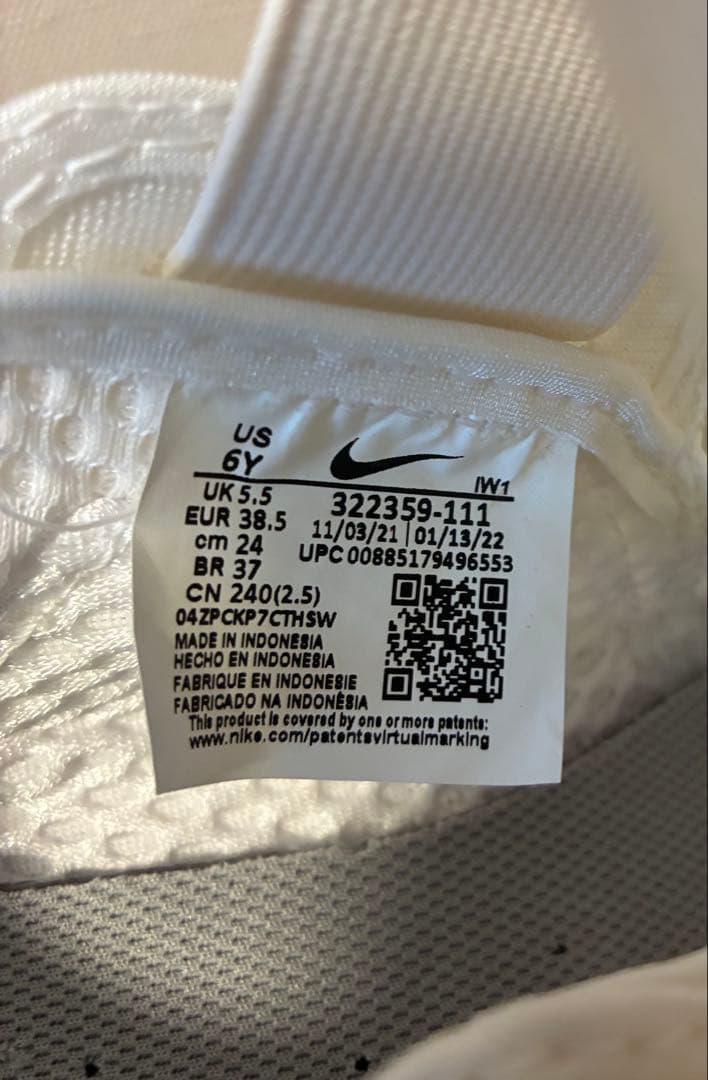 US
6Y
IW1
UK 5.5
322359-111
EUR 38.5
11/03/21 | 01/13/22
cm 24
UPC 00885179496553
BR 37
CN 240(2.5)
04ZPCKP7CTHSW
MADE IN INDONESIA
HECHO EN INDONESIA
FABRIQUE EN INDONESIE
FABRICADO NA INDONÉSIA
This product is covered by one or more patents:
www.nike.com/patentsvirtualmarking